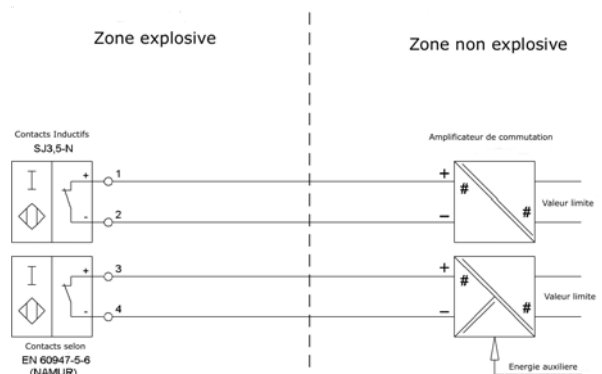 Zone explosive
Zone non explosive
Contacts Inductifs
SJ3,5-N
Amplificateur de commutation
+ 1
- 2
+ # 
− #
Valeur limite
+ 3
- 4
+ #
− #
Valeur limite
Contacts selon
EN 60947-5-6
(NAMUR)
Energie auxiliere